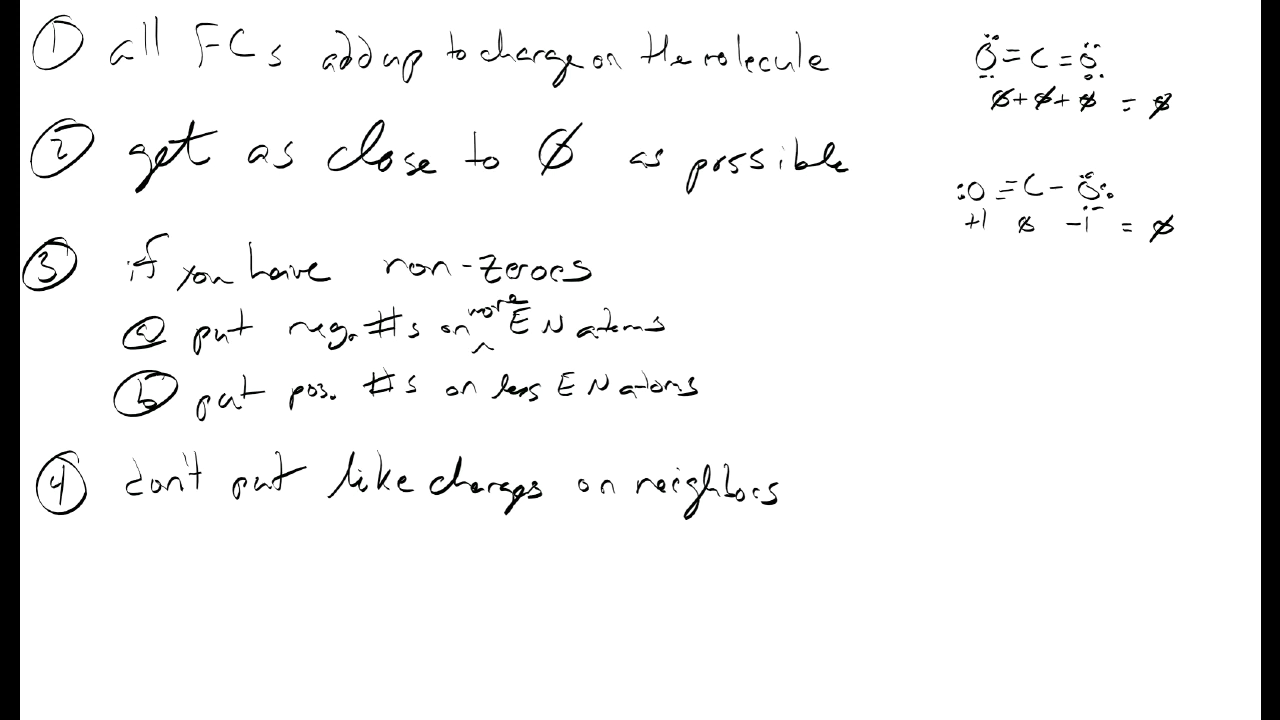 ① all FCs add up to charge on the molecule
② get as close to Ø as possible
③ if you have non-zeroes
ⓐ put neg. #s on more EN atoms
ⓑ put pos. #s on less EN atoms
④ don't put like charges on neighbors
O=C=O
Ø+Ø+Ø = Ø
:O≡C-O:
+1 Ø -1 = Ø